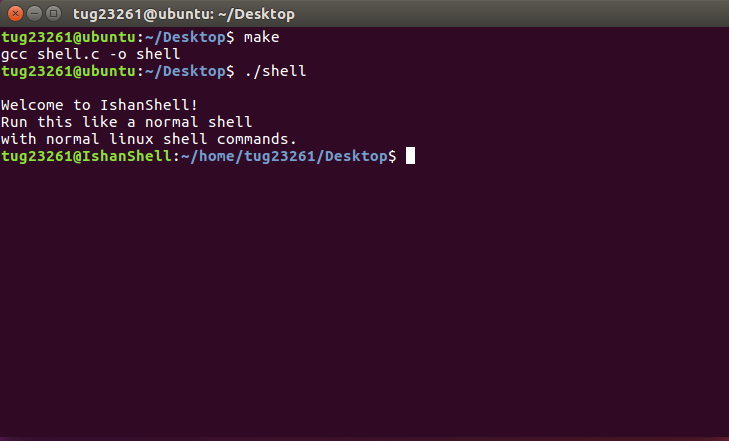 tug23261@ubuntu: ~/Desktop
tug23261@ubuntu:~/Desktop$ make
gcc shell.c -o shell
tug23261@ubuntu:~/Desktop$ ./shell
Welcome to IshanShell!
Run this like a normal shell
with normal linux shell commands.
tug23261@IshanShell:~/home/tug23261/Desktop$